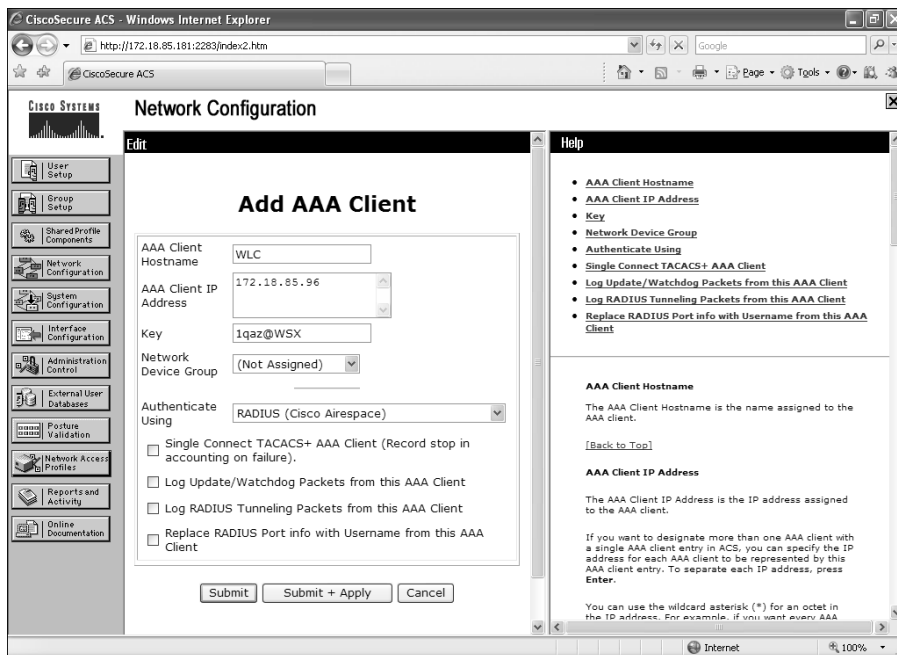 CiscoSecure ACS - Windows Internet Explorer
http://172.18.85.181:2283/index2.htm
Google
CiscoSecure ACS
Page
Tools
CISCO SYSTEMS
Network Configuration
User
Setup
Group
Setup
Shared Profile
Components
Network
Configuration
System
Configuration
Interface
Configuration
Administration
Control
External User
Databases
Posture
Validation
Network Access
Profiles
Reports and
Activity
Online
Documentation
Edit
Add AAA Client
AAA Client
Hostname
WLC
AAA Client IP
Address
172.18.85.96
Key
1qaz@WSX
Network
Device Group
(Not Assigned)
Authenticate
Using
RADIUS (Cisco Airespace)
Single Connect TACACS+ AAA Client (Record stop in
accounting on failure).
Log Update/Watchdog Packets from this AAA Client
Log RADIUS Tunneling Packets from this AAA Client
Replace RADIUS Port info with Username from this AAA
Client
Submit
Submit + Apply
Cancel
Help
AAA Client Hostname
AAA Client IP Address
Key
Network Device Group
Authenticate Using
Single Connect TACACS+ AAA Client
Log Update/Watchdog Packets from this AAA Client
Log RADIUS Tunneling Packets from this AAA Client
Replace RADIUS Port info with Username from this AAA
Client
AAA Client Hostname
The AAA Client Hostname is the name assigned to the
AAA client.
[Back to Top]
AAA Client IP Address
The AAA Client IP Address is the IP address assigned
to the AAA client.
If you want to designate more than one AAA client with
a single AAA client entry in ACS, you can specify the IP
address for each AAA client to be represented by this
AAA client entry. To separate each IP address, press
Enter.
You can use the wildcard asterisk (*) for an octet in
the IP address. For example, if you want every AAA
Internet
100%